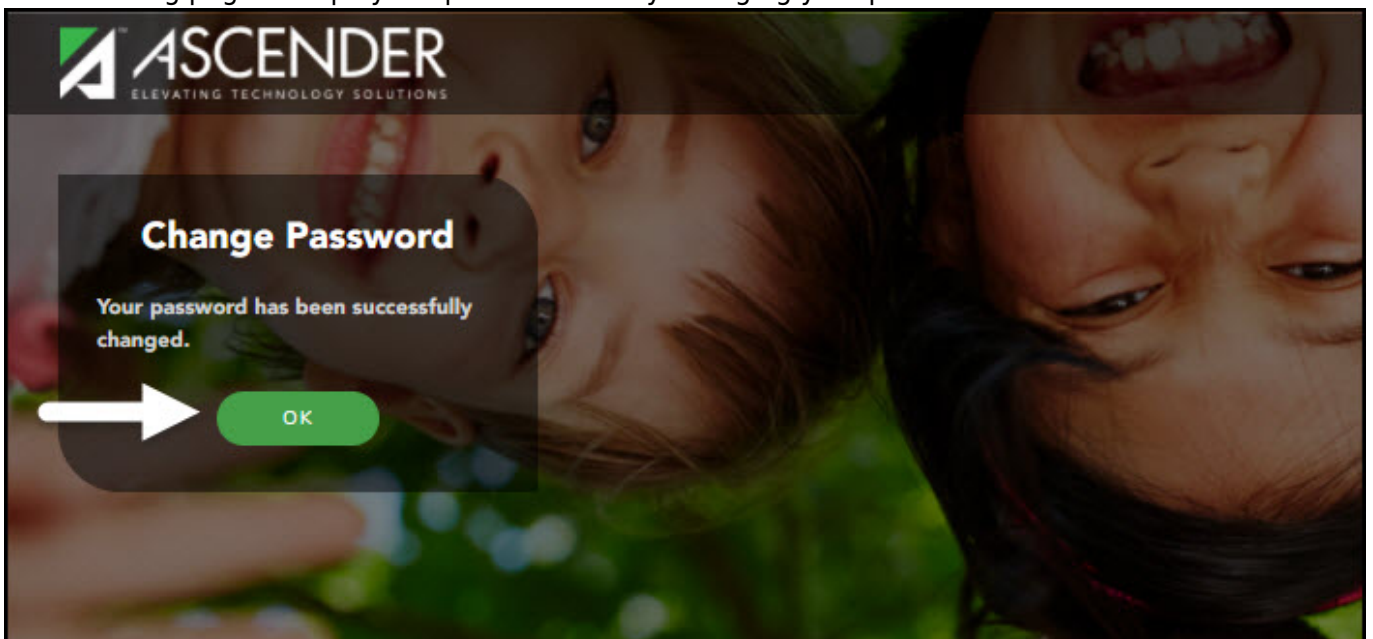 ASCENDER
ELEVATING TECHNOLOGY SOLUTIONS
Change Password
Your password has been successfully
changed.
OK